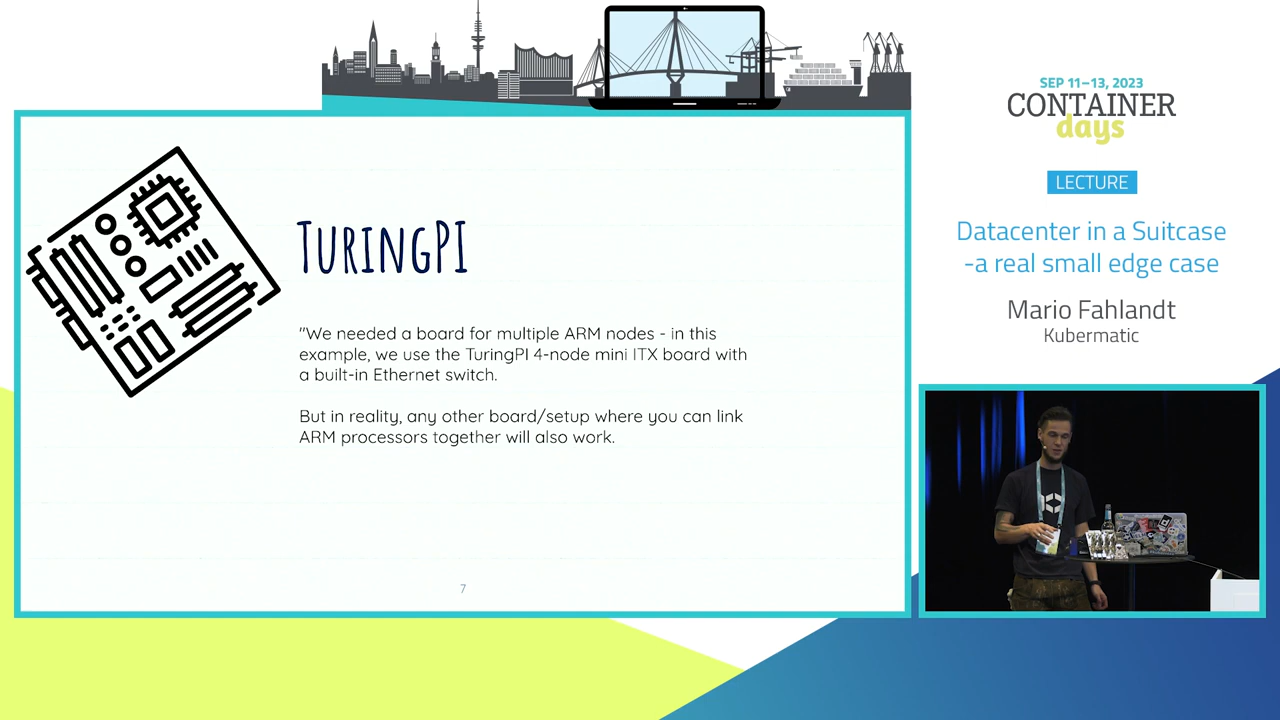 SEP 11–13, 2023
CONTAINER
days
LECTURE
Datacenter in a Suitcase
-a real small edge case
Mario Fahlandt
Kubermatic
TURINGPI
"We needed a board for multiple ARM nodes - in this
example, we use the TuringPI 4-node mini ITX board with
a built-in Ethernet switch.
But in reality, any other board/setup where you can link
ARM processors together will also work.
7